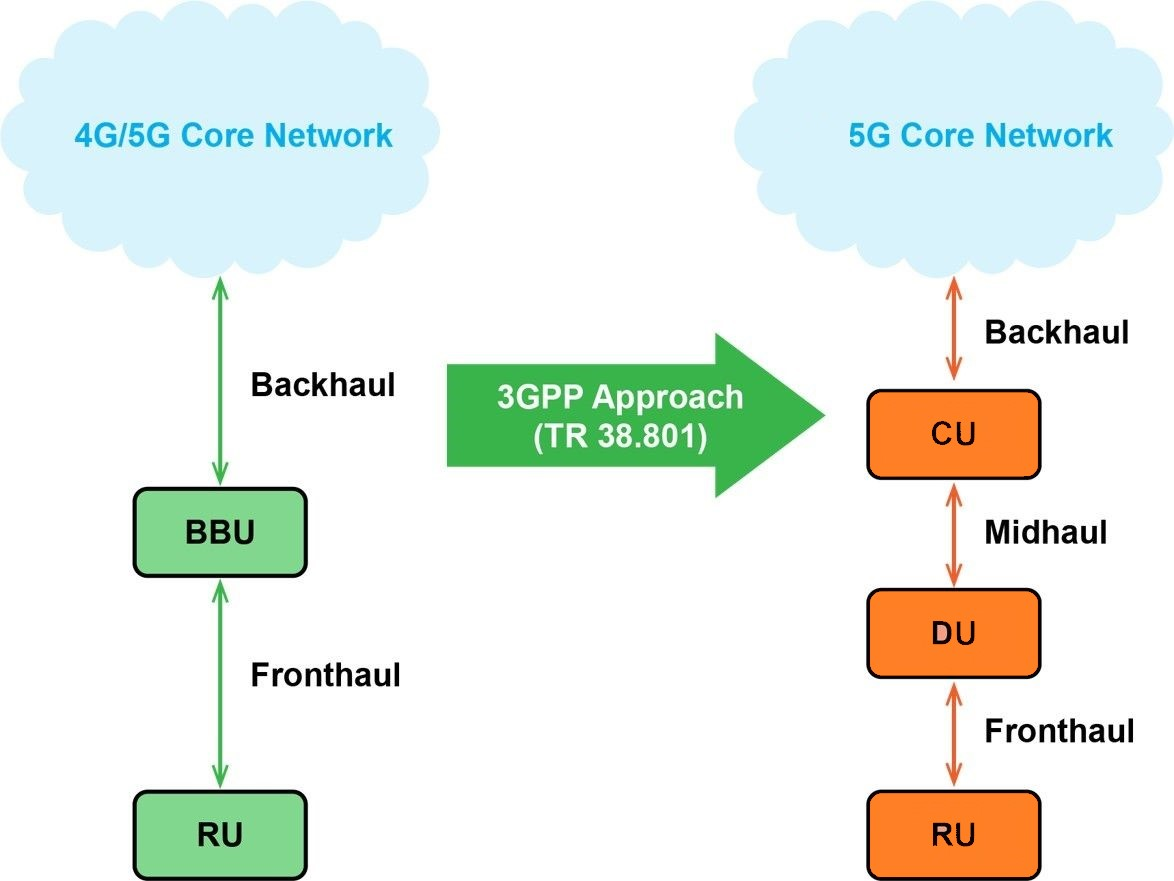 4G/5G Core Network
Backhaul
BBU
Fronthaul
RU
3GPP Approach
(TR 38.801)
5G Core Network
Backhaul
CU
Midhaul
DU
Fronthaul
RU